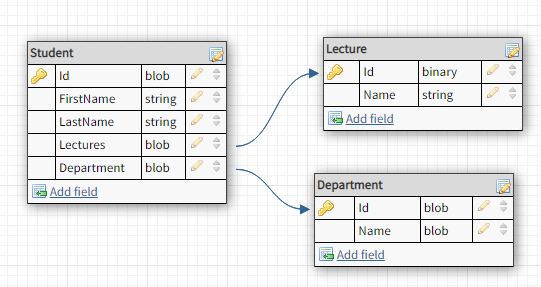 Student
Id blob
FirstName string
LastName string
Lectures blob
Department blob
Add field
Lecture
Id binary
Name string
Add field
Department
Id blob
Name blob
Add field